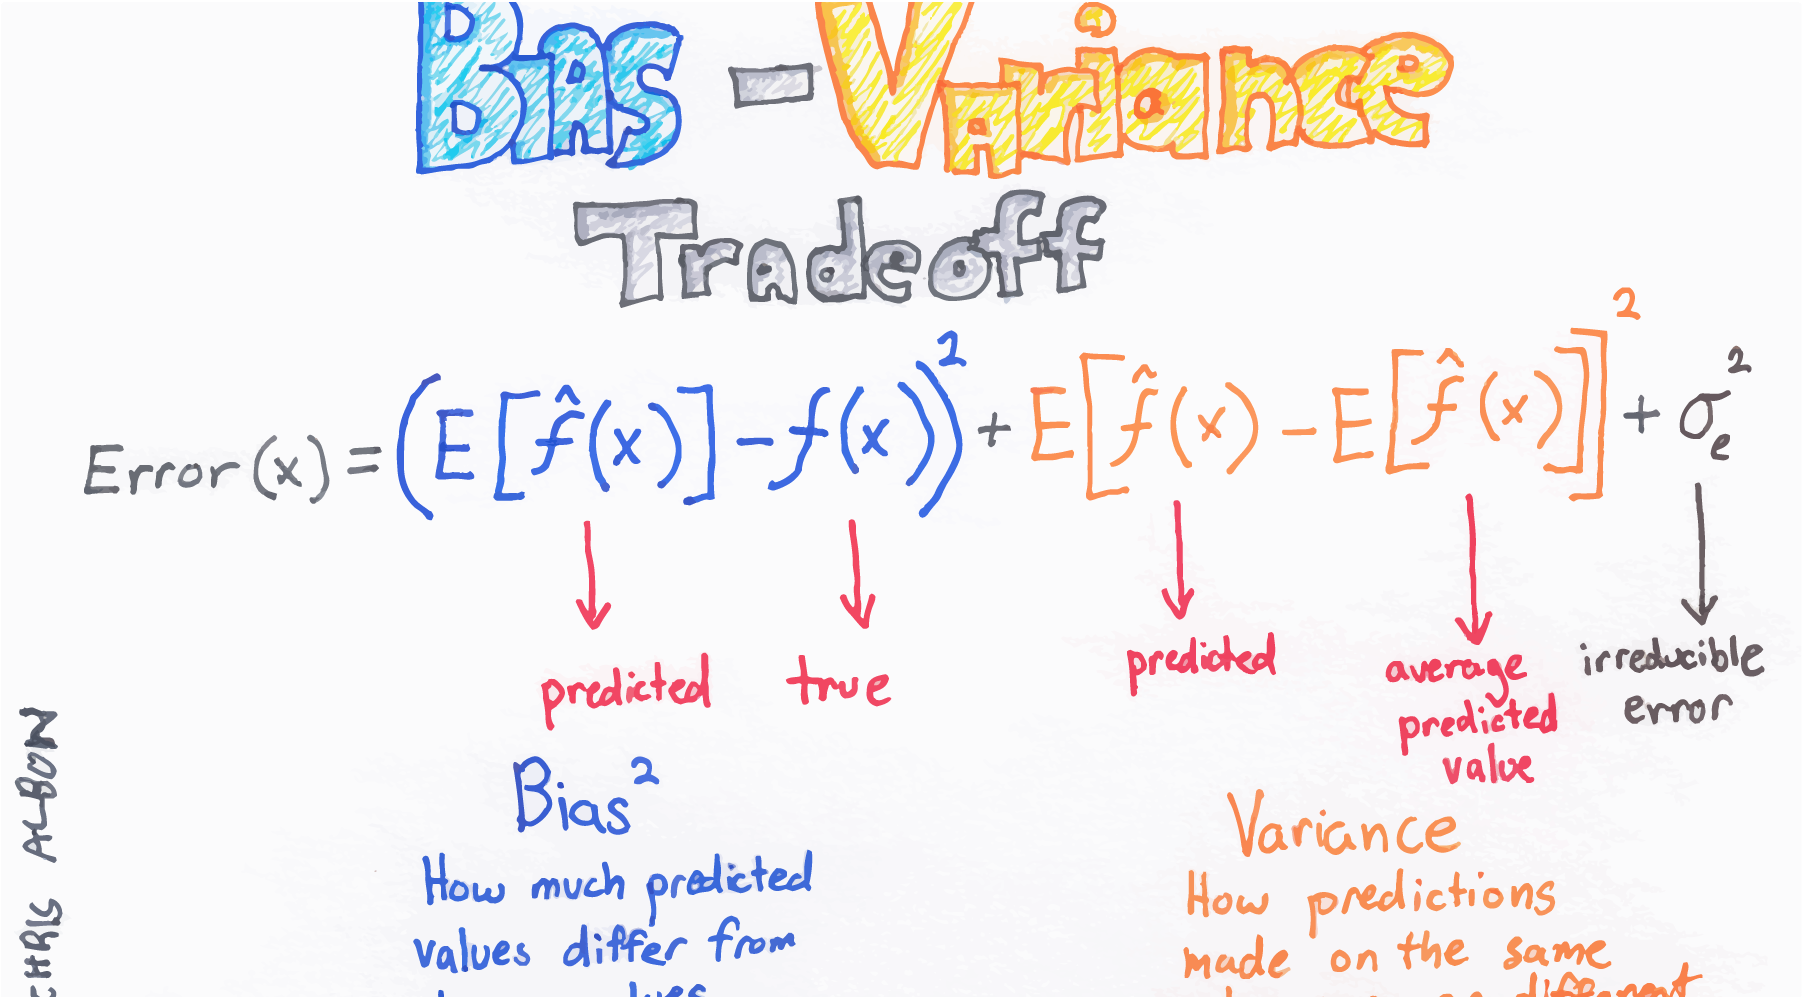 Bias - Variance
Tradeoff
Error(x) = (E[f̂(x)] - f(x))² + E[f̂(x) - E[f̂(x)]]² + σₑ²
predicted
true
predicted
average
predicted
value
irreducible
error
Bias²
How much predicted
values differ from
Variance
How predictions
made on the same
different
CHRIS ALBON